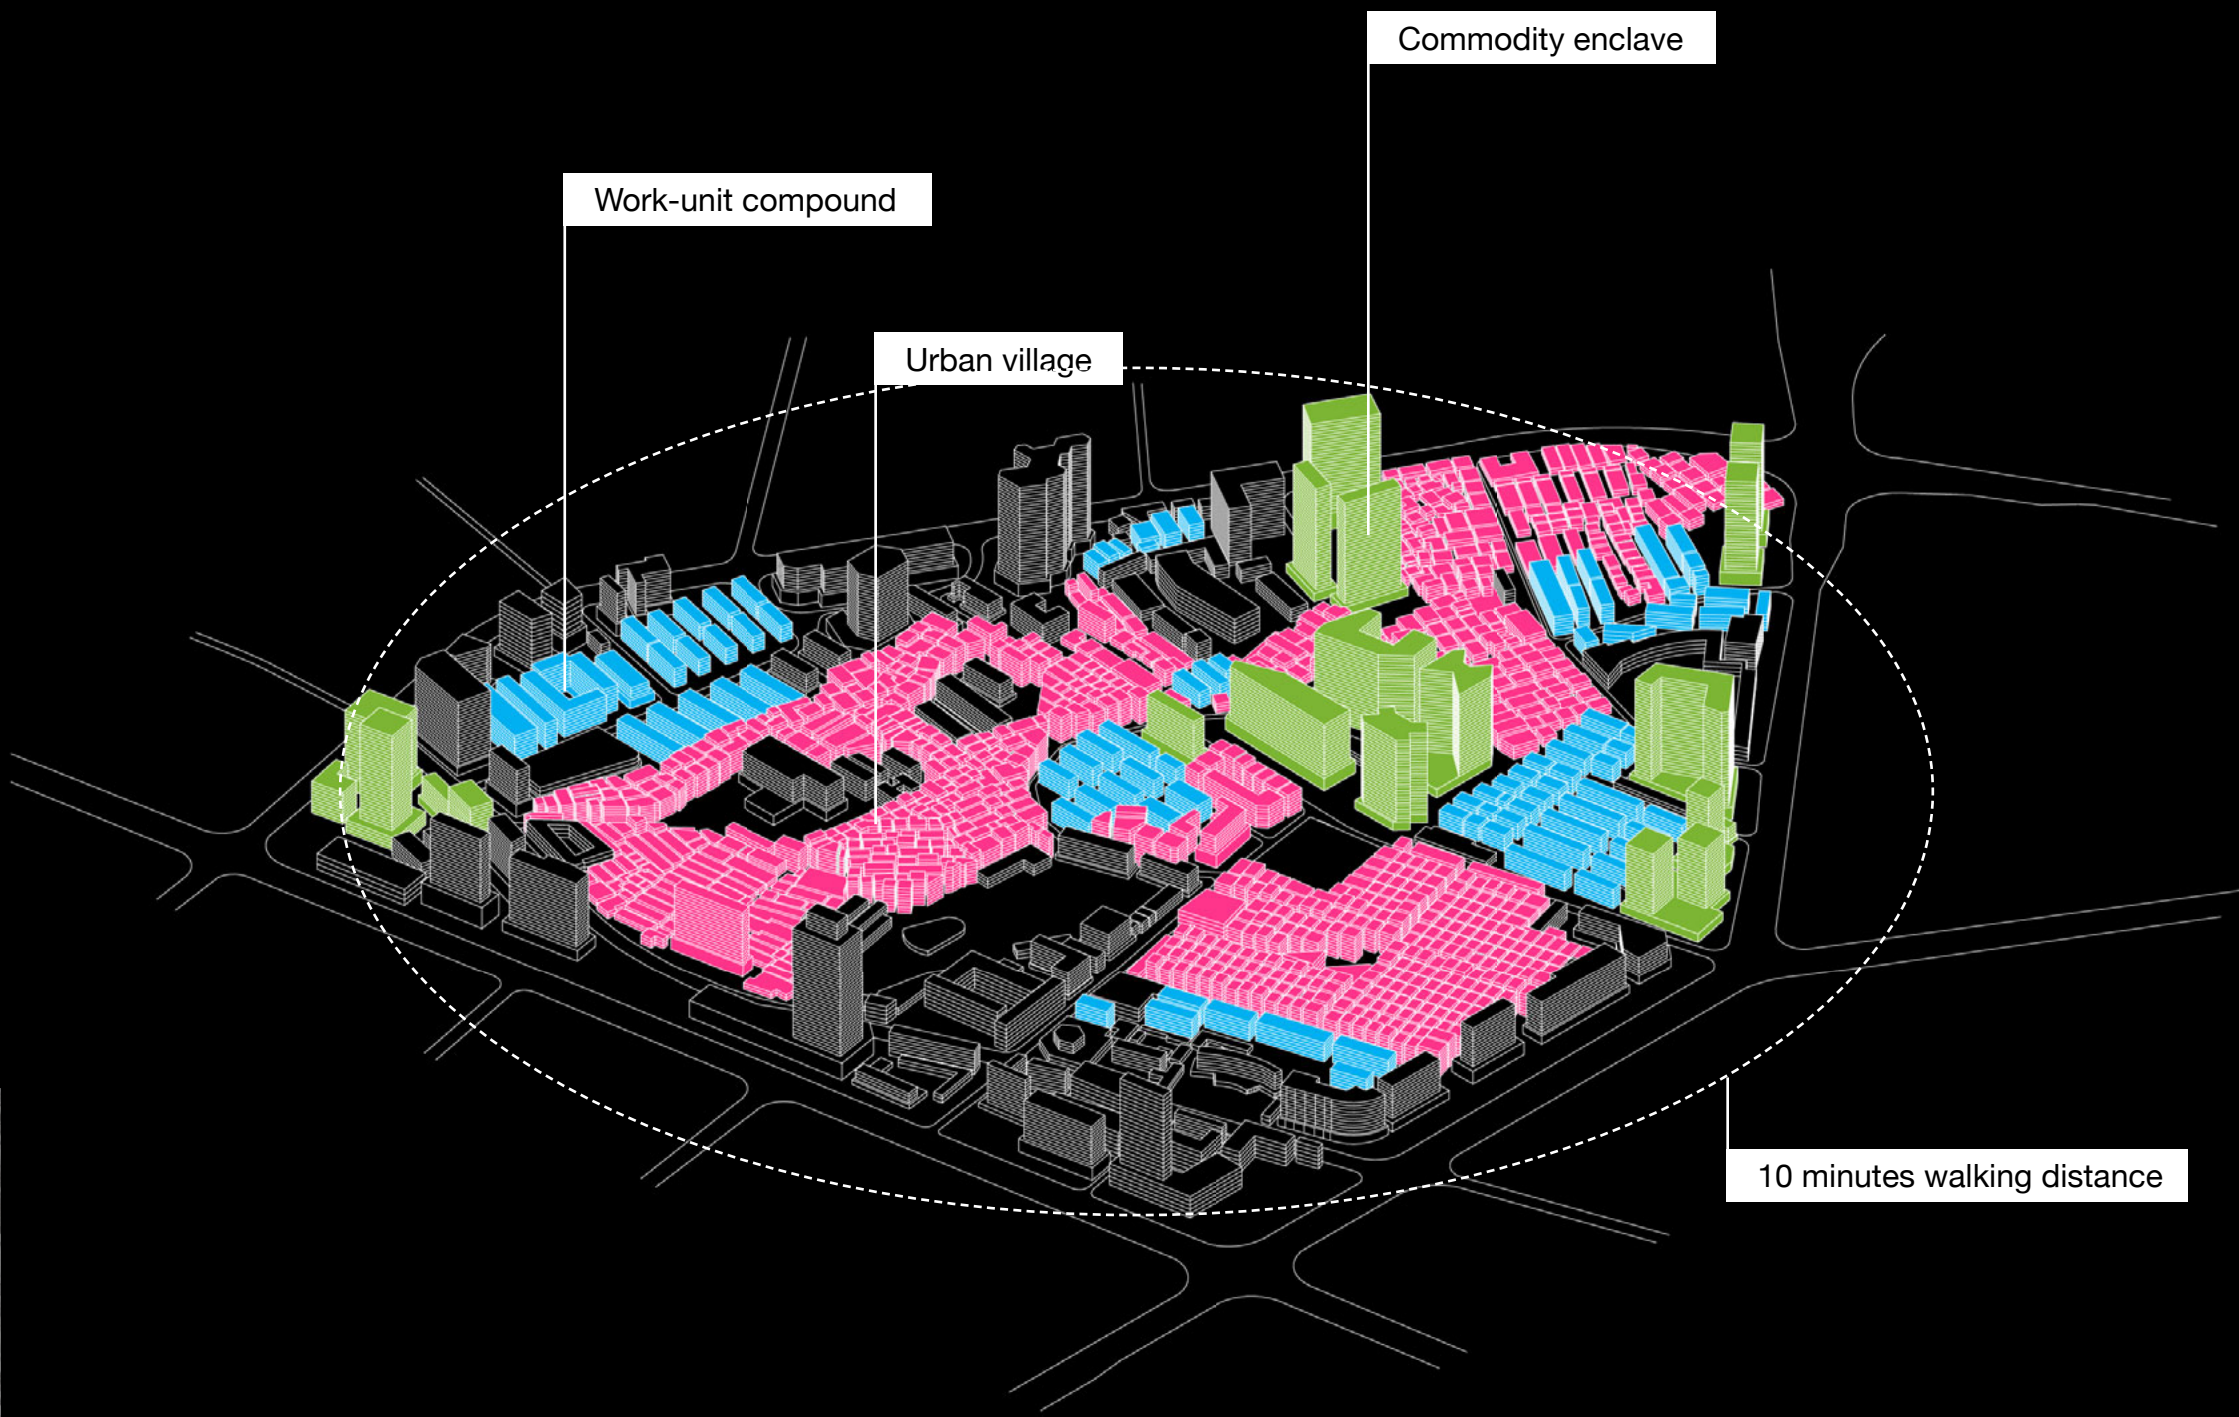 Commodity enclave
Work-unit compound
Urban village
10 minutes walking distance